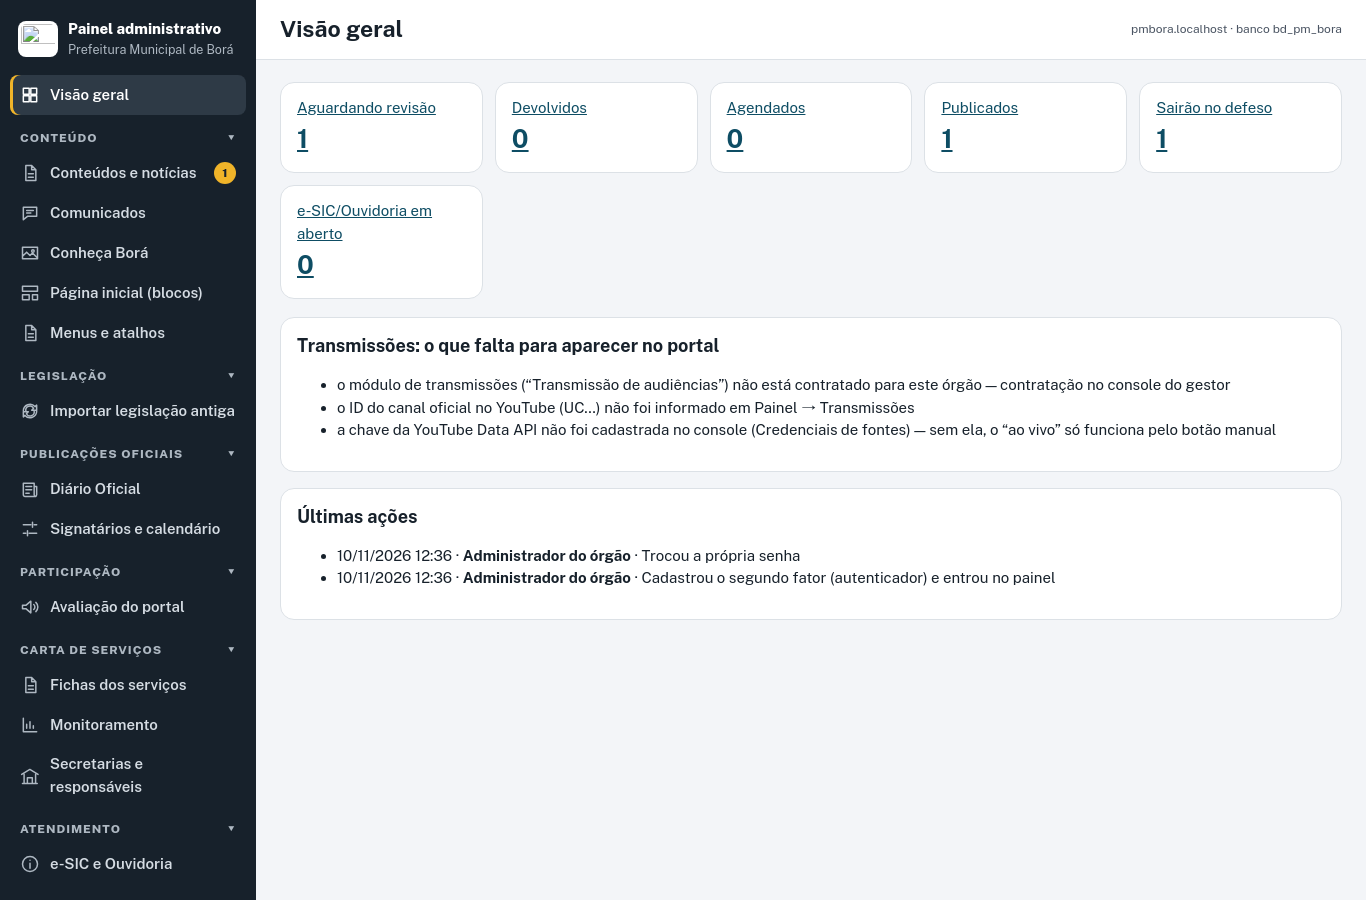 Painel administrativo
Prefeitura Municipal de Borá
Visão geral
CONTEÚDO
Conteúdos e notícias
1
Comunicados
Conheça Borá
Página inicial (blocos)
Menus e atalhos
LEGISLAÇÃO
Importar legislação antiga
PUBLICAÇÕES OFICIAIS
Diário Oficial
Signatários e calendário
PARTICIPAÇÃO
Avaliação do portal
CARTA DE SERVIÇOS
Fichas dos serviços
Monitoramento
Secretarias e
responsáveis
ATENDIMENTO
e-SIC e Ouvidoria
Visão geral
pmbora.localhost · banco bd_pm_bora
Aguardando revisão
1
Devolvidos
0
Agendados
0
Publicados
1
Sairão no defeso
1
e-SIC/Ouvidoria em
aberto
0
Transmissões: o que falta para aparecer no portal
• o módulo de transmissões (“Transmissão de audiências”) não está contratado para este órgão — contratação no console do gestor
• o ID do canal oficial no YouTube (UC…) não foi informado em Painel → Transmissões
• a chave da YouTube Data API não foi cadastrada no console (Credenciais de fontes) — sem ela, o “ao vivo” só funciona pelo botão manual
Últimas ações
• 10/11/2026 12:36 · Administrador do órgão · Trocou a própria senha
• 10/11/2026 12:36 · Administrador do órgão · Cadastrou o segundo fator (autenticador) e entrou no painel